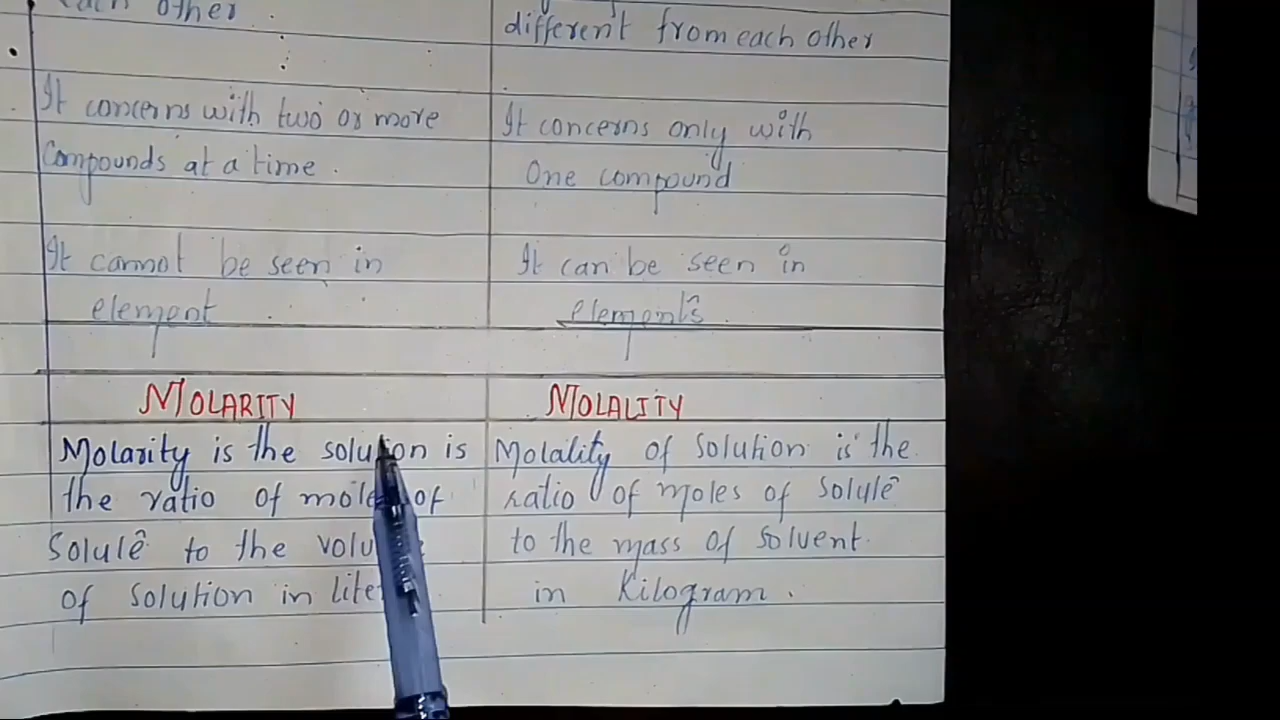 each other.
different from each other
It concerns with two or more
Compounds at a time.
It concerns only with
One compound
It cannot be seen in
element
It can be seen in
elements.
MOLARITY
Molarity is the solution is
the ratio of moles of
Solute to the
of solution in
MOLALITY
Molality of solution is the
ratio of moles of solute
to the mass of solvent
in Kilogram.